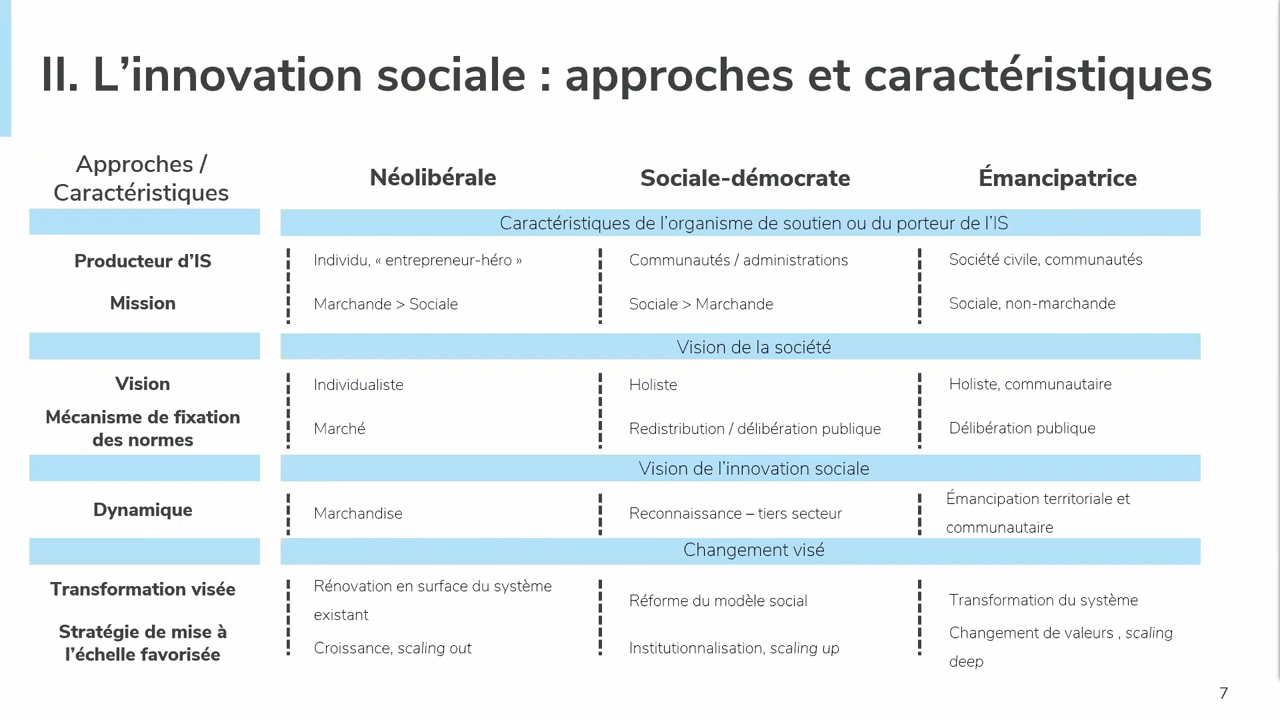 II. L’innovation sociale : approches et caractéristiques
Approches /
Caractéristiques
Néolibérale
Sociale-démocrate
Émancipatrice
Caractéristiques de l’organisme de soutien ou du porteur de l’IS
Producteur d’IS
Individu, « entrepreneur-héro »
Communautés / administrations
Société civile, communautés
Mission
Marchande > Sociale
Sociale > Marchande
Sociale, non-marchande
Vision de la société
Vision
Individualiste
Holiste
Holiste, communautaire
Mécanisme de fixation
des normes
Marché
Redistribution / délibération publique
Délibération publique
Vision de l’innovation sociale
Dynamique
Marchandise
Reconnaissance – tiers secteur
Émancipation territoriale et
communautaire
Changement visé
Transformation visée
Rénovation en surface du système
existant
Réforme du modèle social
Transformation du système
Stratégie de mise à
l’échelle favorisée
Croissance, scaling out
Institutionnalisation, scaling up
Changement de valeurs , scaling
deep
7